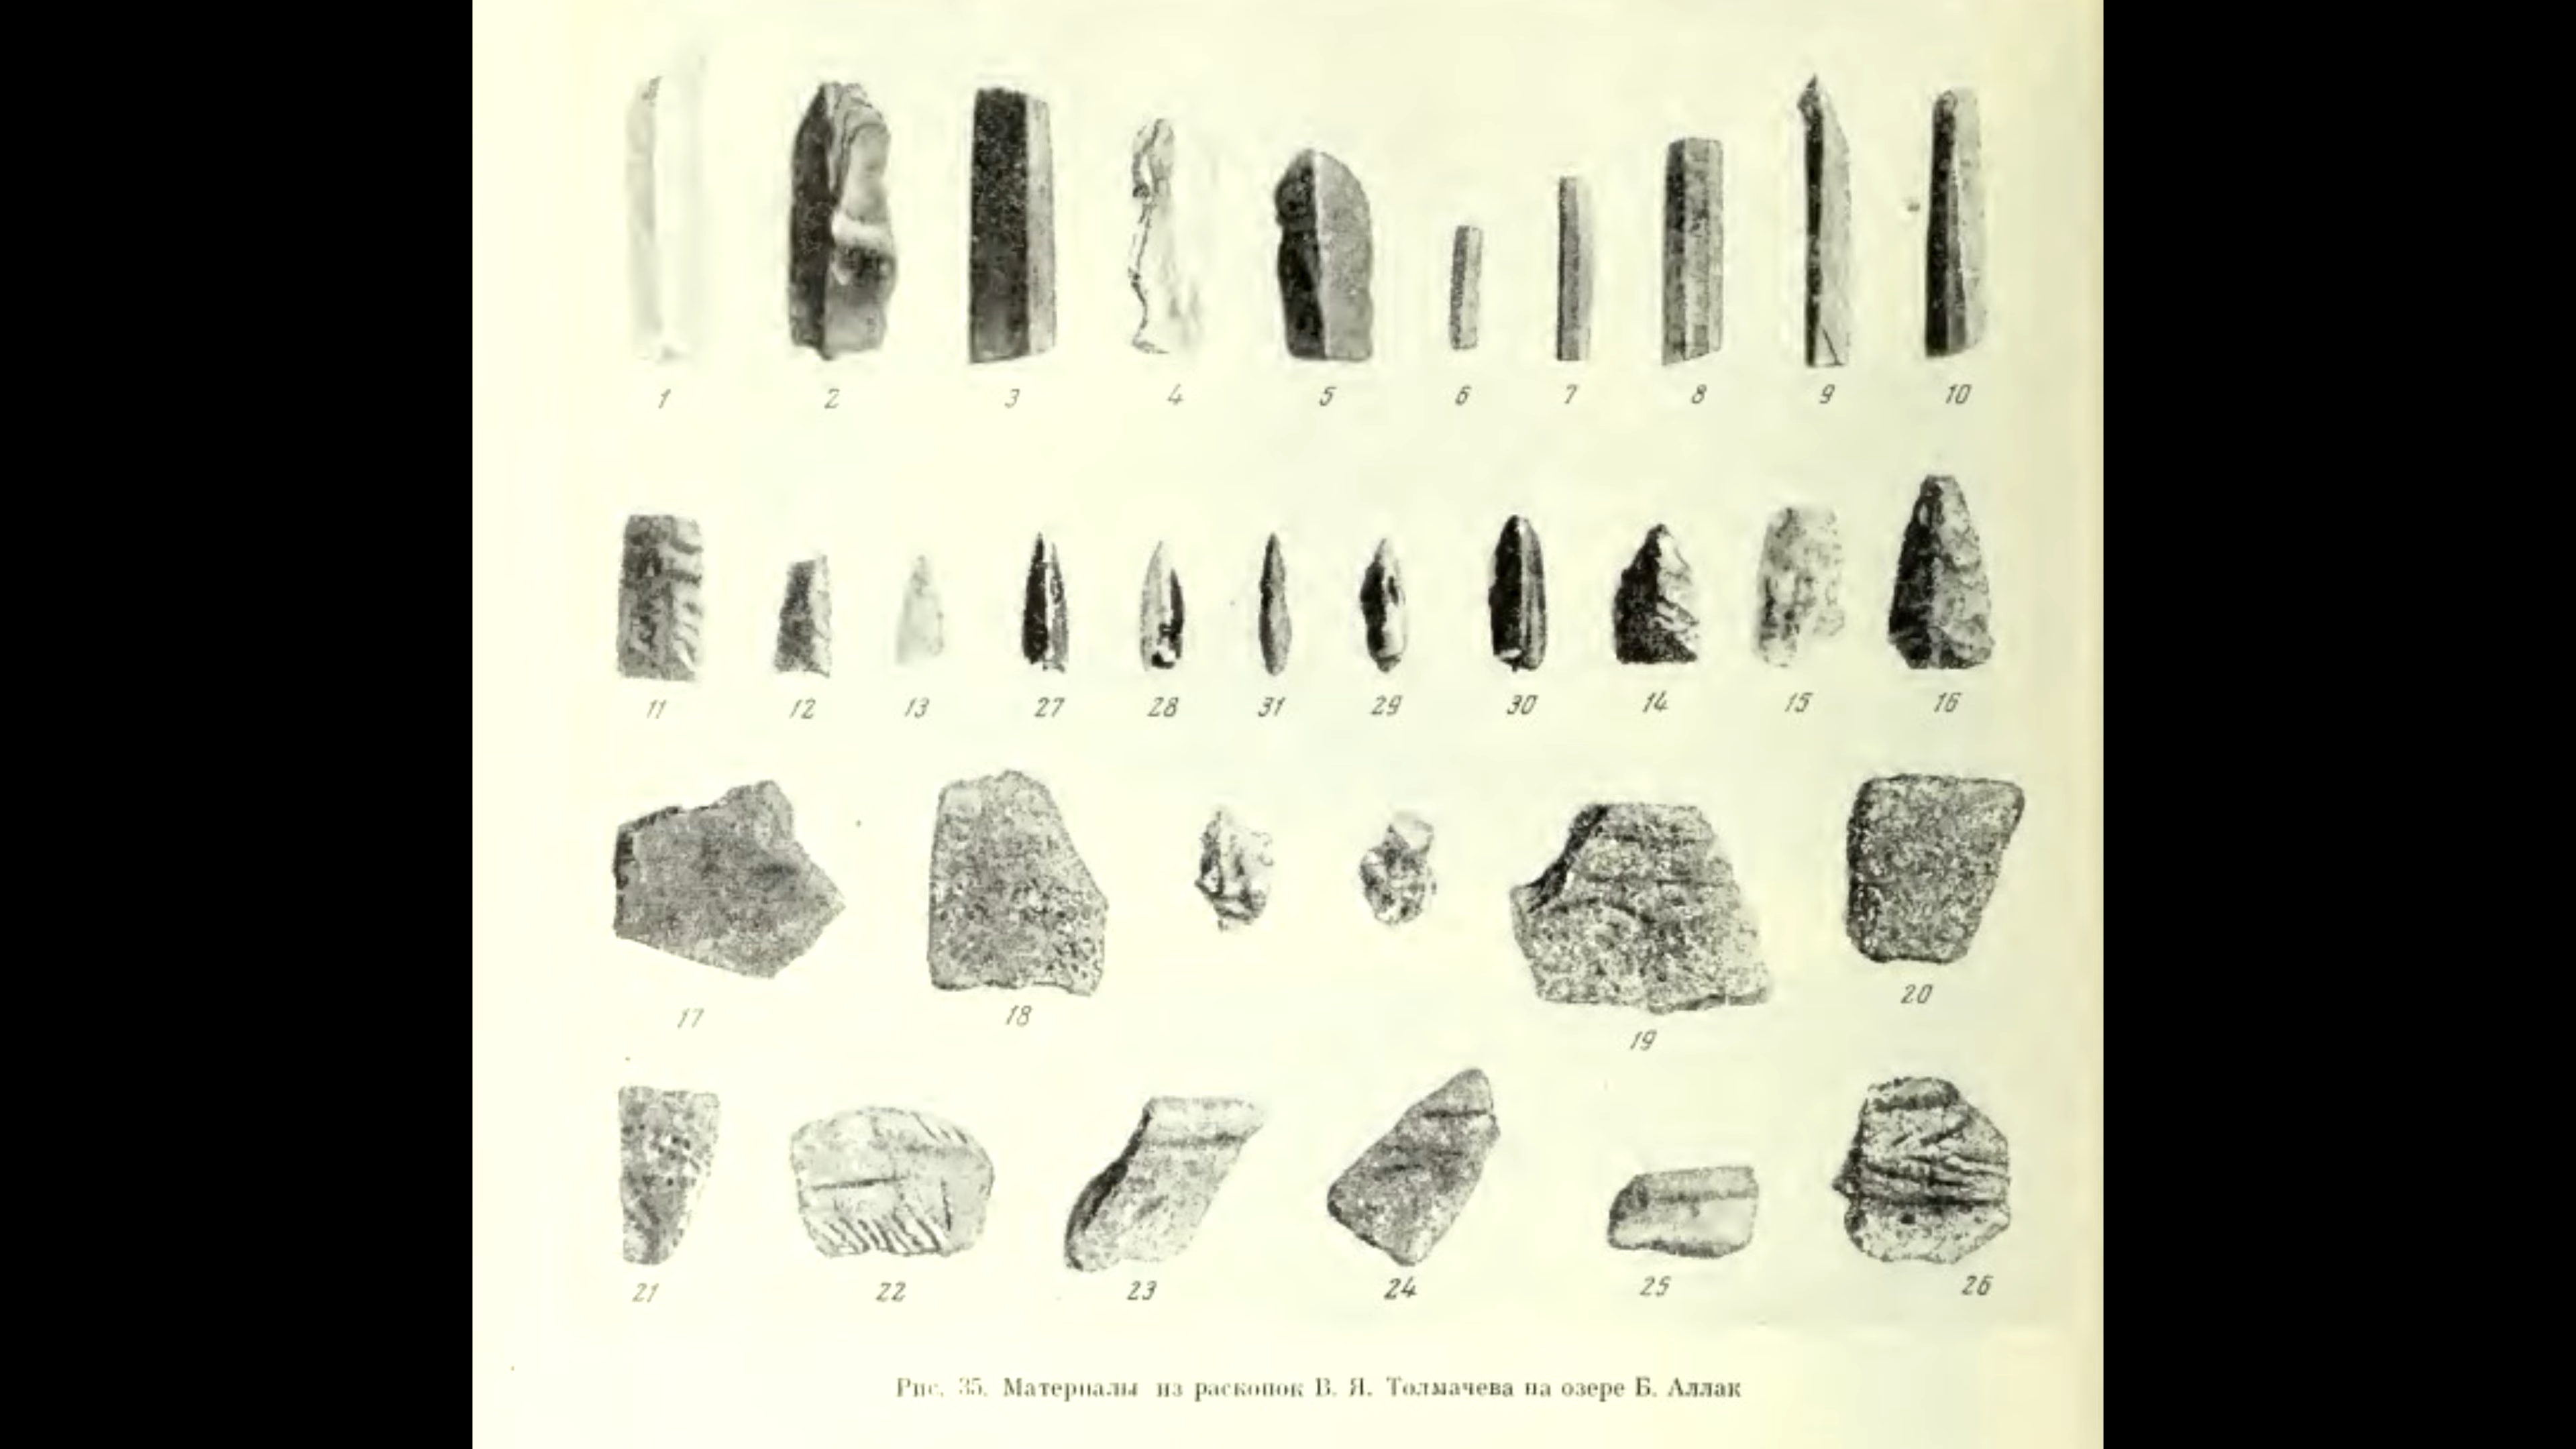 1 2 3 4 5 6 7 8 9 10
11 12 13 27 28 31 29 30 14 15 16
17 18 19 20
21 22 23 24 25 26
Рис. 35. Материалы из раскопок В. Я. Толмачева на озере Б. Аллак